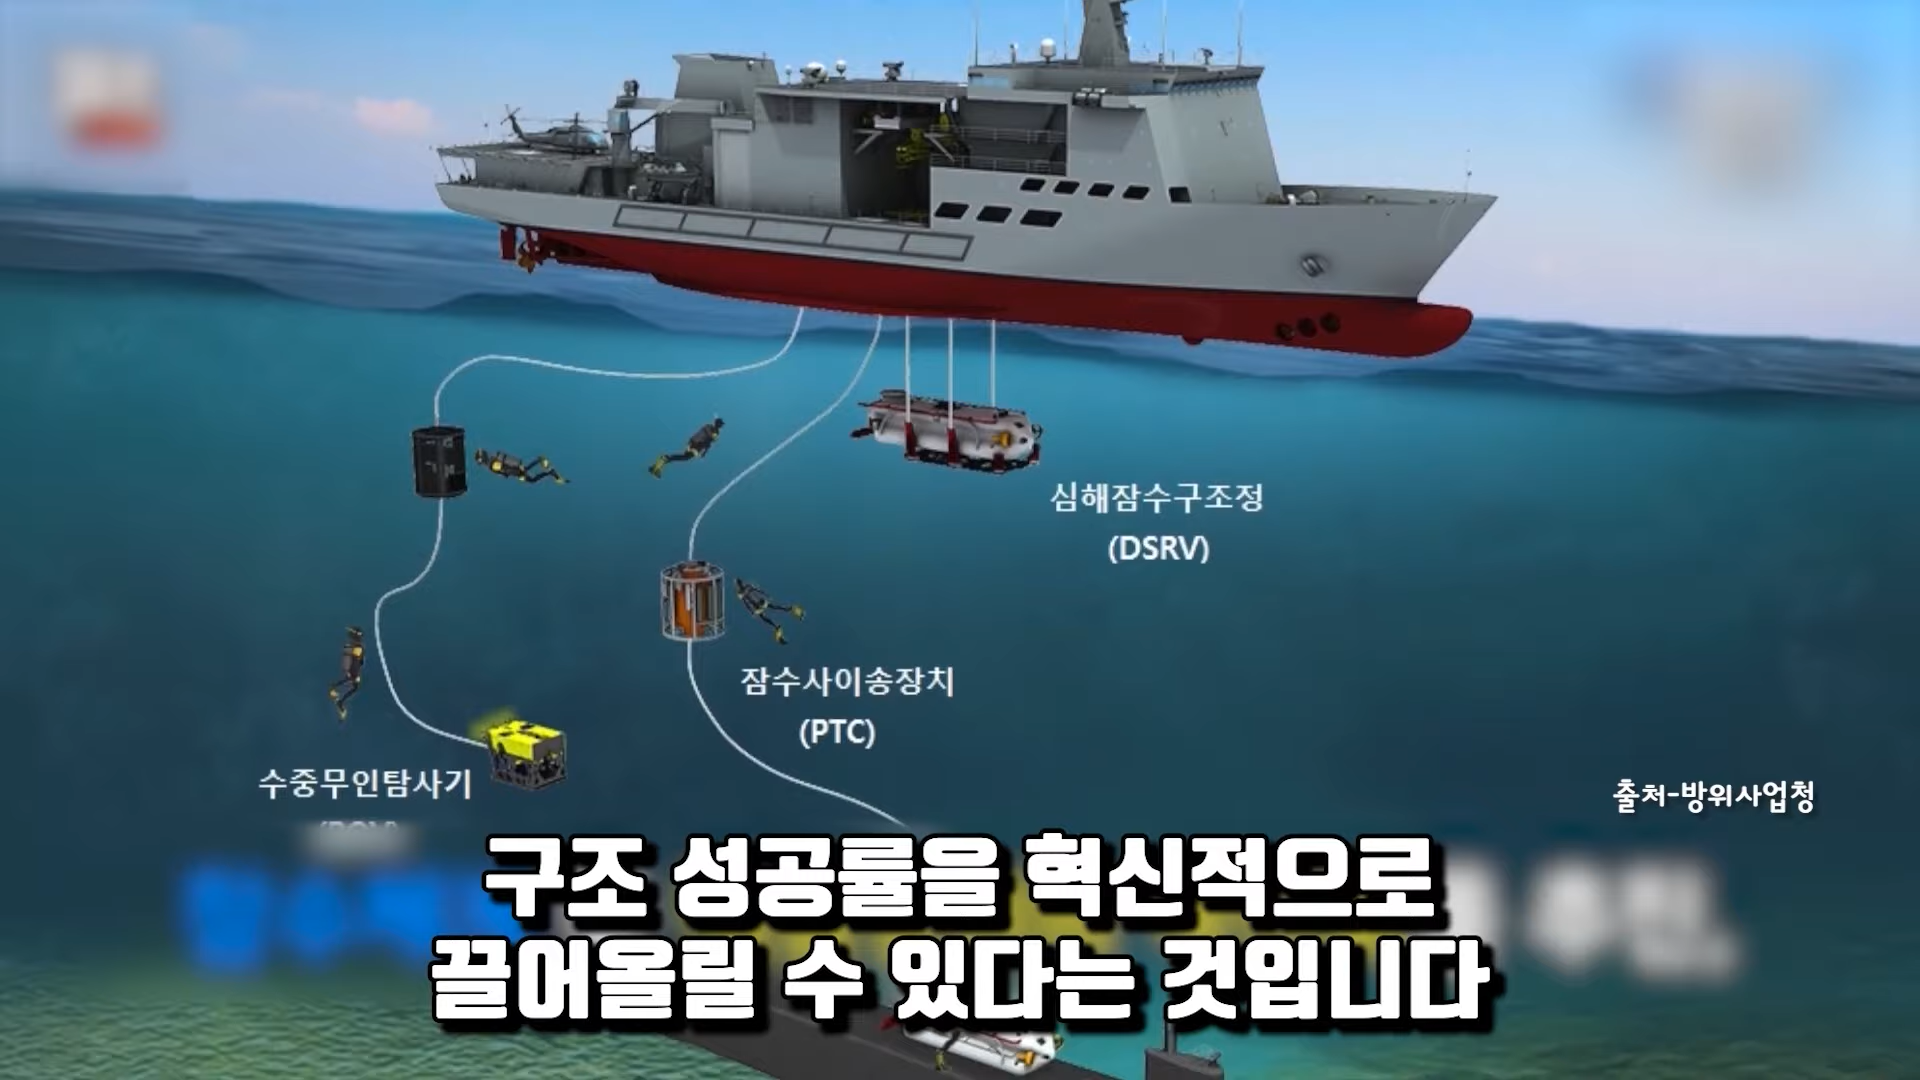 심해잠수구조정
(DSRV)
잠수사이송장치
(PTC)
수중무인탐사기
출처-방위사업청
구조 성공률을 혁신적으로
끌어올릴 수 있다는 것입니다